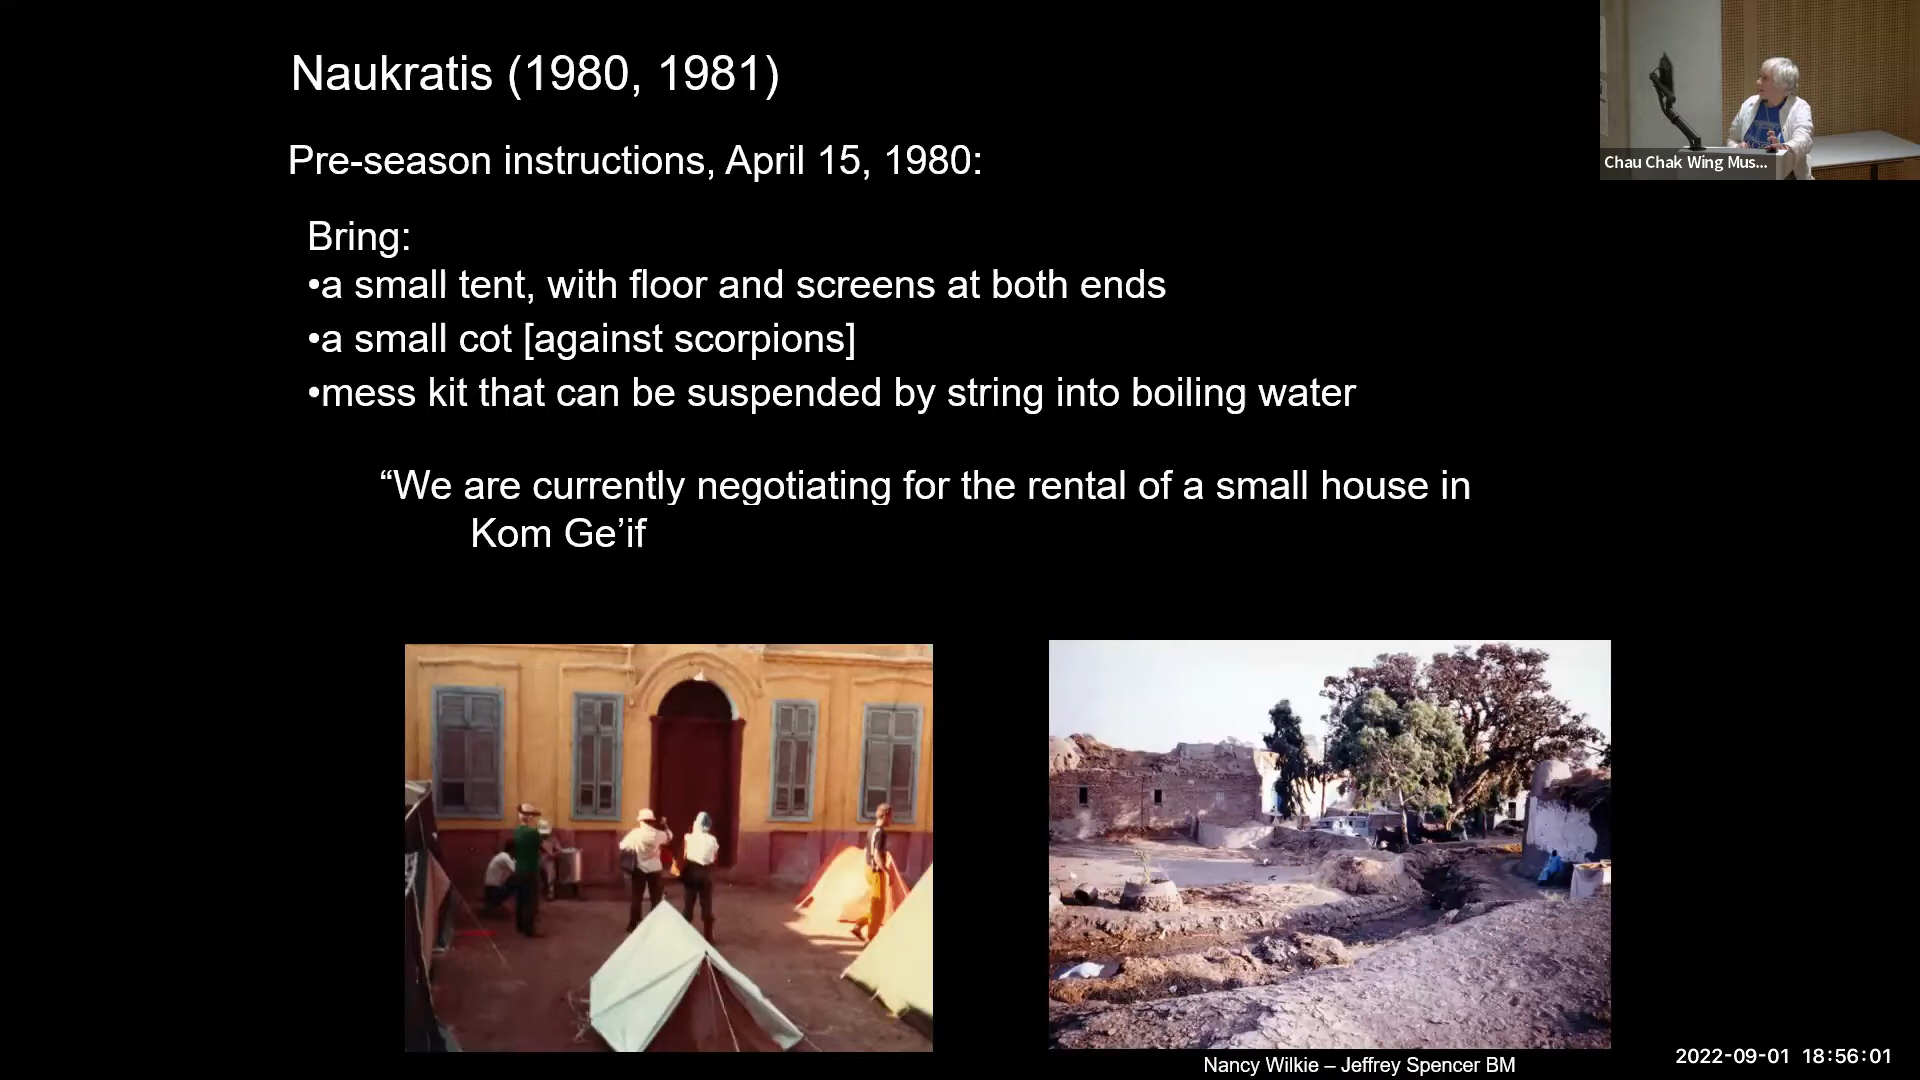 Naukratis (1980, 1981)
Pre-season instructions, April 15, 1980:
Bring:
•a small tent, with floor and screens at both ends
•a small cot [against scorpions]
•mess kit that can be suspended by string into boiling water
“We are currently negotiating for the rental of a small house in
Kom Ge’if
Chau Chak Wing Mus...
Nancy Wilkie – Jeffrey Spencer BM
2022-09-01 18:56:01